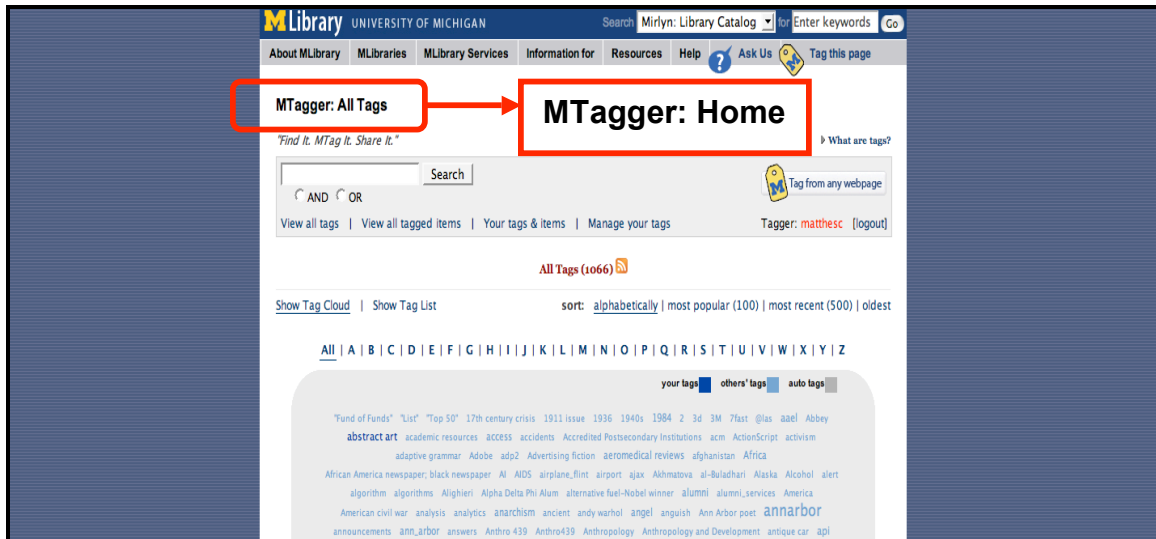 MLibrary UNIVERSITY OF MICHIGAN Search Mirlyn: Library Catalog for Enter keywords Go
About MLibrary MLibraries MLibrary Services Information for Resources Help ? Ask Us M Tag this page
MTagger: All Tags MTagger: Home
"Find It. MTag It. Share It." What are tags?
Search M Tag from any webpage
AND OR
View all tags | View all tagged items | Your tags & items | Manage your tags Tagger: matthesc [logout]
All Tags (1066)
Show Tag Cloud | Show Tag List sort: alphabetically | most popular (100) | most recent (500) | oldest
All | A | B | C | D | E | F | G | H | I | J | K | L | M | N | O | P | Q | R | S | T | U | V | W | X | Y | Z
your tags others' tags auto tags
"Fund of Funds" "List" "Top 50" 17th century crisis 1911 issue 1936 1940s 1984 2 3d 3M 7fast @las aael Abbey
abstract art academic resources access accidents Accredited Postsecondary Institutions acm ActionScript activism
adaptive grammar Adobe adp2 Advertising fiction aeromedical reviews afghanistan Africa
African America newspaper; black newspaper AI AIDS airplane_flint airport ajax Akhmatova al-Buladhari Alaska Alcohol alert
algorithm algorithms Alighieri Alpha Delta Phi Alum alternative fuel-Nobel winner alumni alumni_services America
American civil war analysis analytics anarchism ancient andy warhol angel anguish Ann Arbor poet annarbor
announcements ann_arbor answers Anthro 439 Anthro439 Anthropology Anthropology and Development antique car api